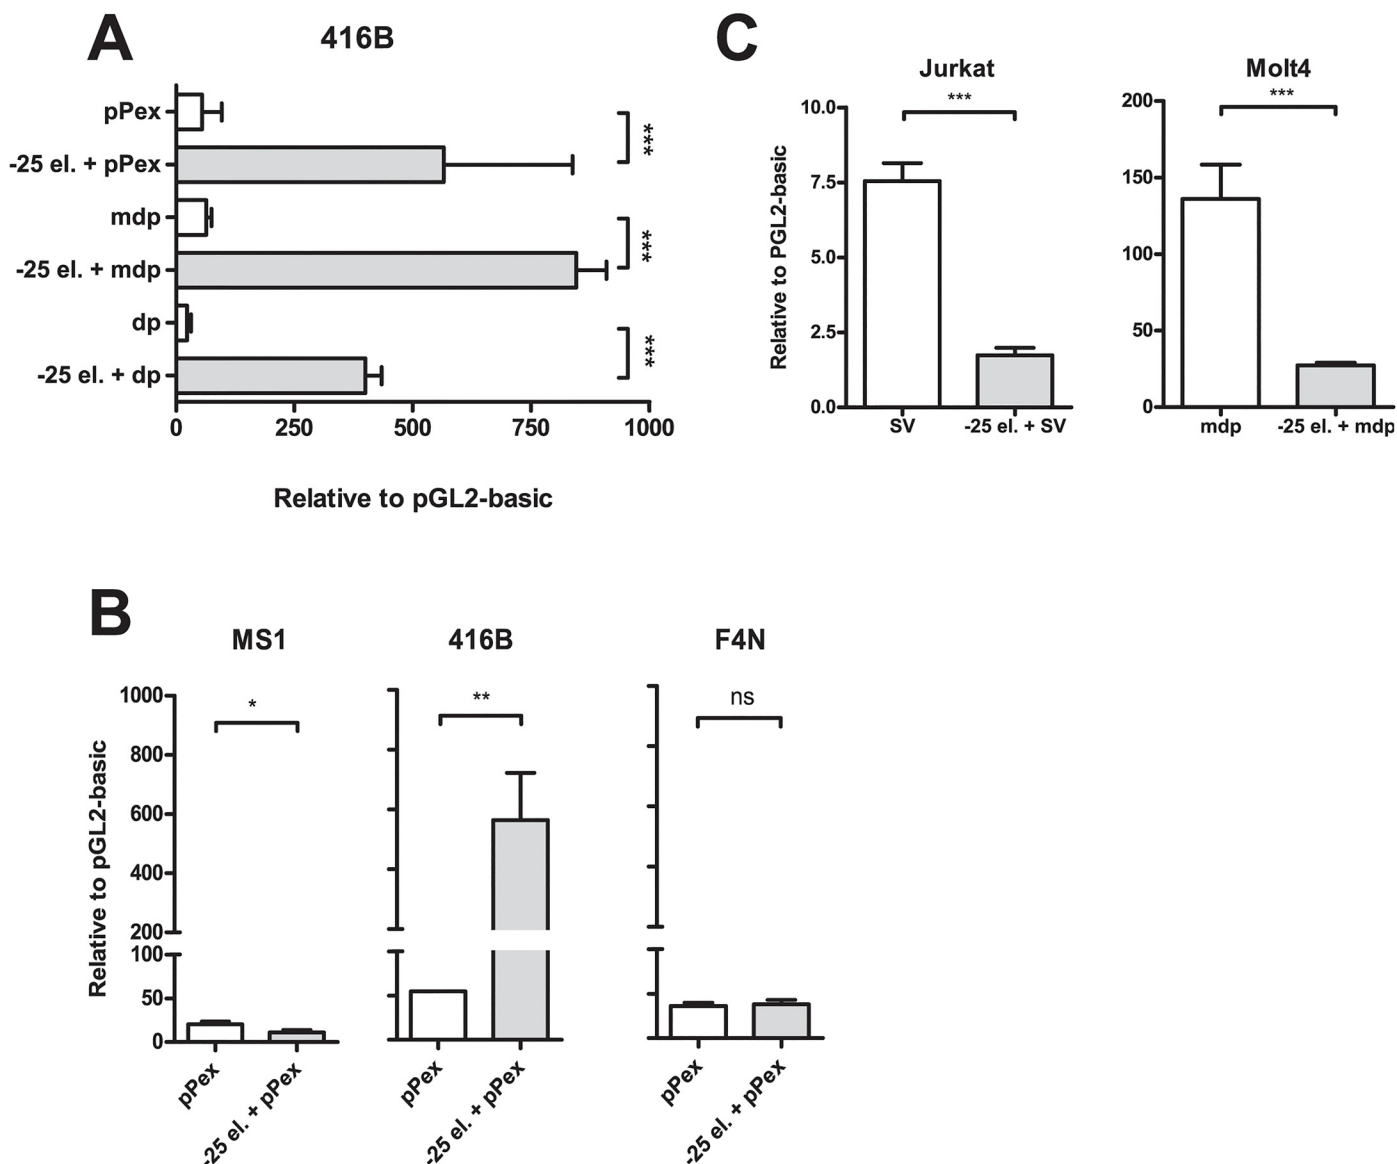 A
416B
pPex
-25 el. + pPex
***
mdp
-25 el. + mdp
***
dp
-25 el. + dp
***
0 250 500 750 1000
Relative to pGL2-basic
C
Jurkat
***
Relative to PGL2-basic
10.0
7.5
5.0
2.5
0.0
SV -25 el. + SV
Molt4
***
200
150
100
50
0
mdp -25 el. + mdp
B
Relative to pGL2-basic
MS1
*
1000
800
600
400
200
100
50
0
pPex
-25 el. + pPex
416B
**
pPex
-25 el. + pPex
F4N
ns
pPex
-25 el. + pPex